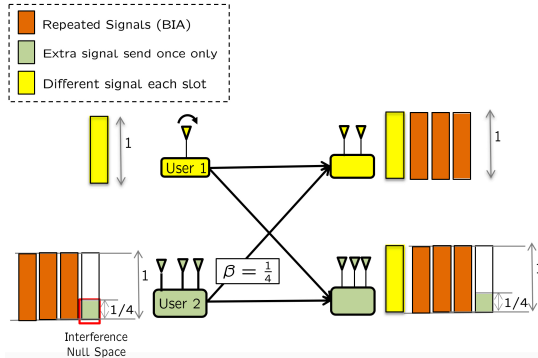 Repeated Signals (BIA)
Extra signal send once only
Different signal each slot
1
User 1
1
1
1/4
User 2
β = 1/4
1
1/4
Interference
Null Space